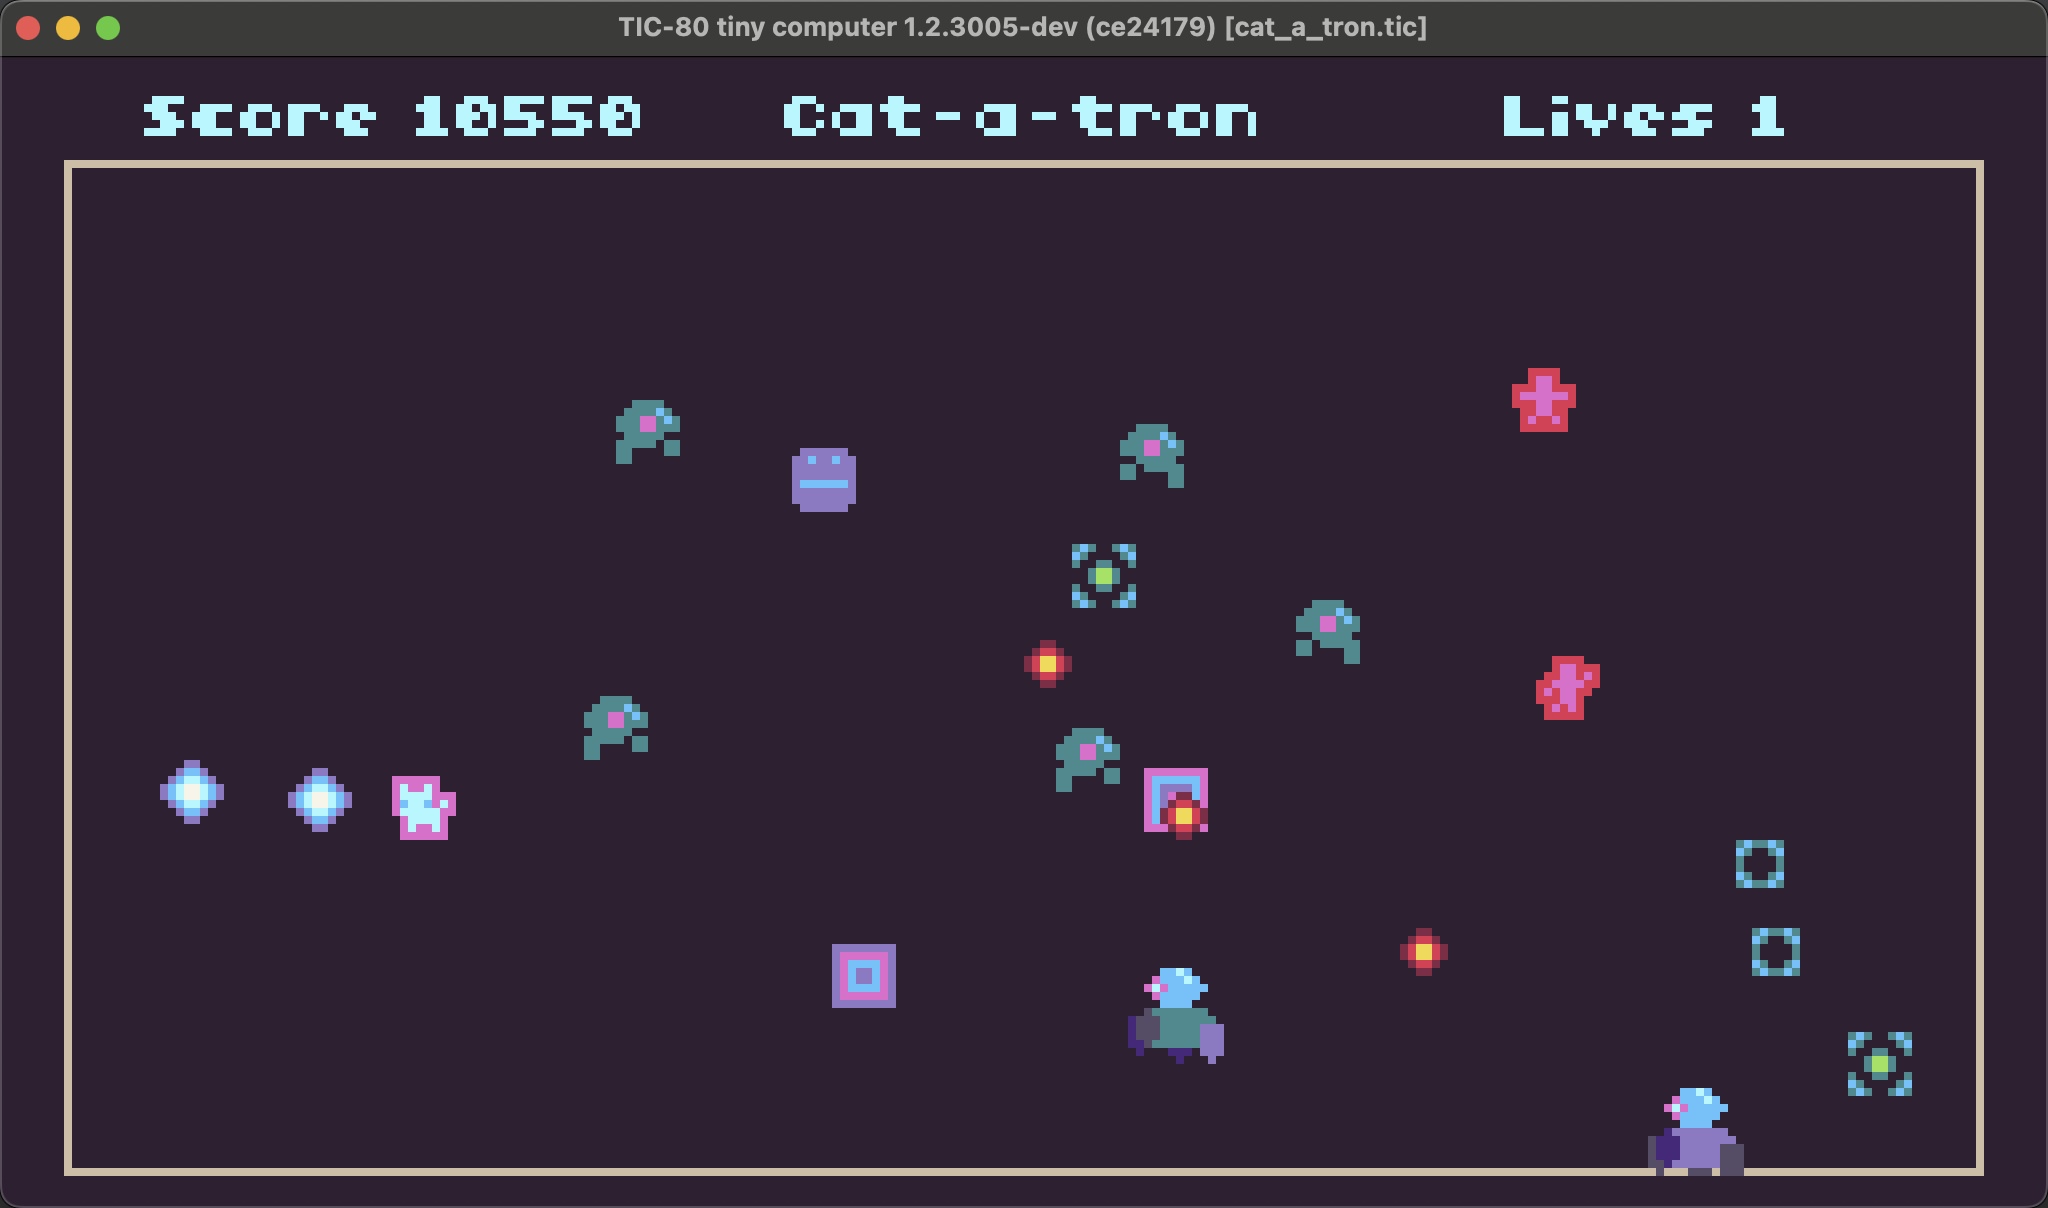 TIC-80 tiny computer 1.2.3005-dev (ce24179) [cat_a_tron.tic]
Score 10550 Cat-a-tron Lives 1